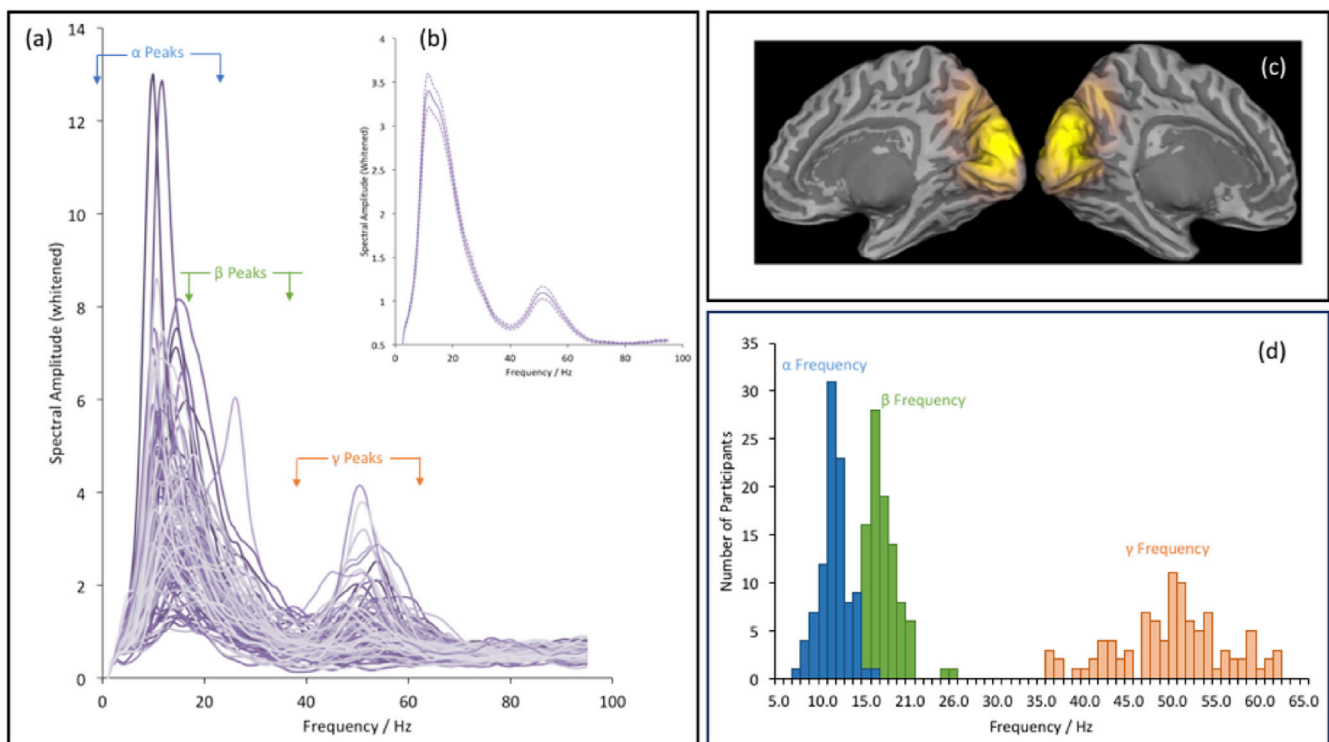 (a)
α Peaks
β Peaks
γ Peaks
Spectral Amplitude (whitened)
14
12
10
8
6
4
2
0
0 20 40 60 80 100
Frequency / Hz
(b)
Spectral Amplitude (Whitened)
4
3.5
3
2.5
2
1.5
1
0.5
0 20 40 60 80 100
Frequency / Hz
(c)
(d)
α Frequency
β Frequency
γ Frequency
Number of Participants
35
30
25
20
15
10
5
0
5.0 10.0 15.0 21.0 25.0 30.0 35.0 40.0 45.0 50.0 55.0 60.0 65.0
Frequency / Hz